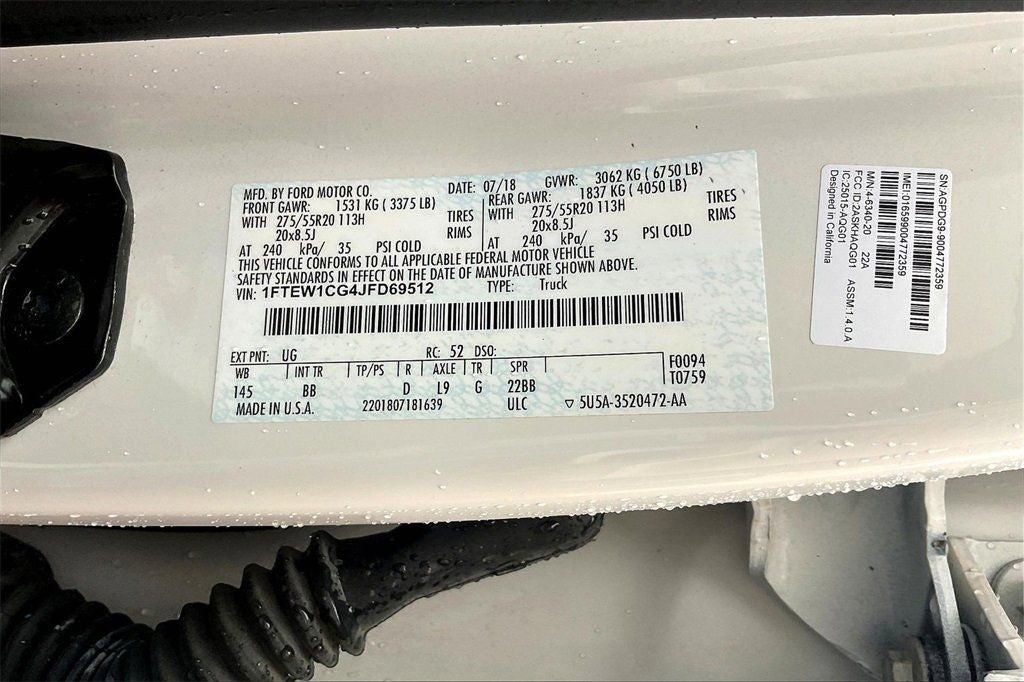 MFD. BY FORD MOTOR CO.
DATE: 07/18 GVWR: 3062 KG ( 6750 LB)
FRONT GAWR: 1531 KG ( 3375 LB)
WITH 275/55R20 113H TIRES
20x8.5J RIMS
AT 240 kPa/ 35 PSI COLD
REAR GAWR: 1837 KG ( 4050 LB)
WITH 275/55R20 113H TIRES
20x8.5J RIMS
AT 240 kPa/ 35 PSI COLD
THIS VEHICLE CONFORMS TO ALL APPLICABLE FEDERAL MOTOR VEHICLE
SAFETY STANDARDS IN EFFECT ON THE DATE OF MANUFACTURE SHOWN ABOVE.
VIN: 1FTEW1CG4JFD69512 TYPE: Truck
EXT PNT: UG RC: 52 DSO:
WB INT TR TP/PS R AXLE TR SPR
145 BB D L9 G 22BB
F0094
T0759
MADE IN U.S.A. 2201807181639 ULC ▽ 5U5A-3520472-AA
SN:AGPDG9-9004772359
IMEI:016599004772359
M/N:4-6340-20 22A
FCC ID:2ASKHAQG01 ASSM:1.4.0.A
IC:25015-AQG01
Designed in California